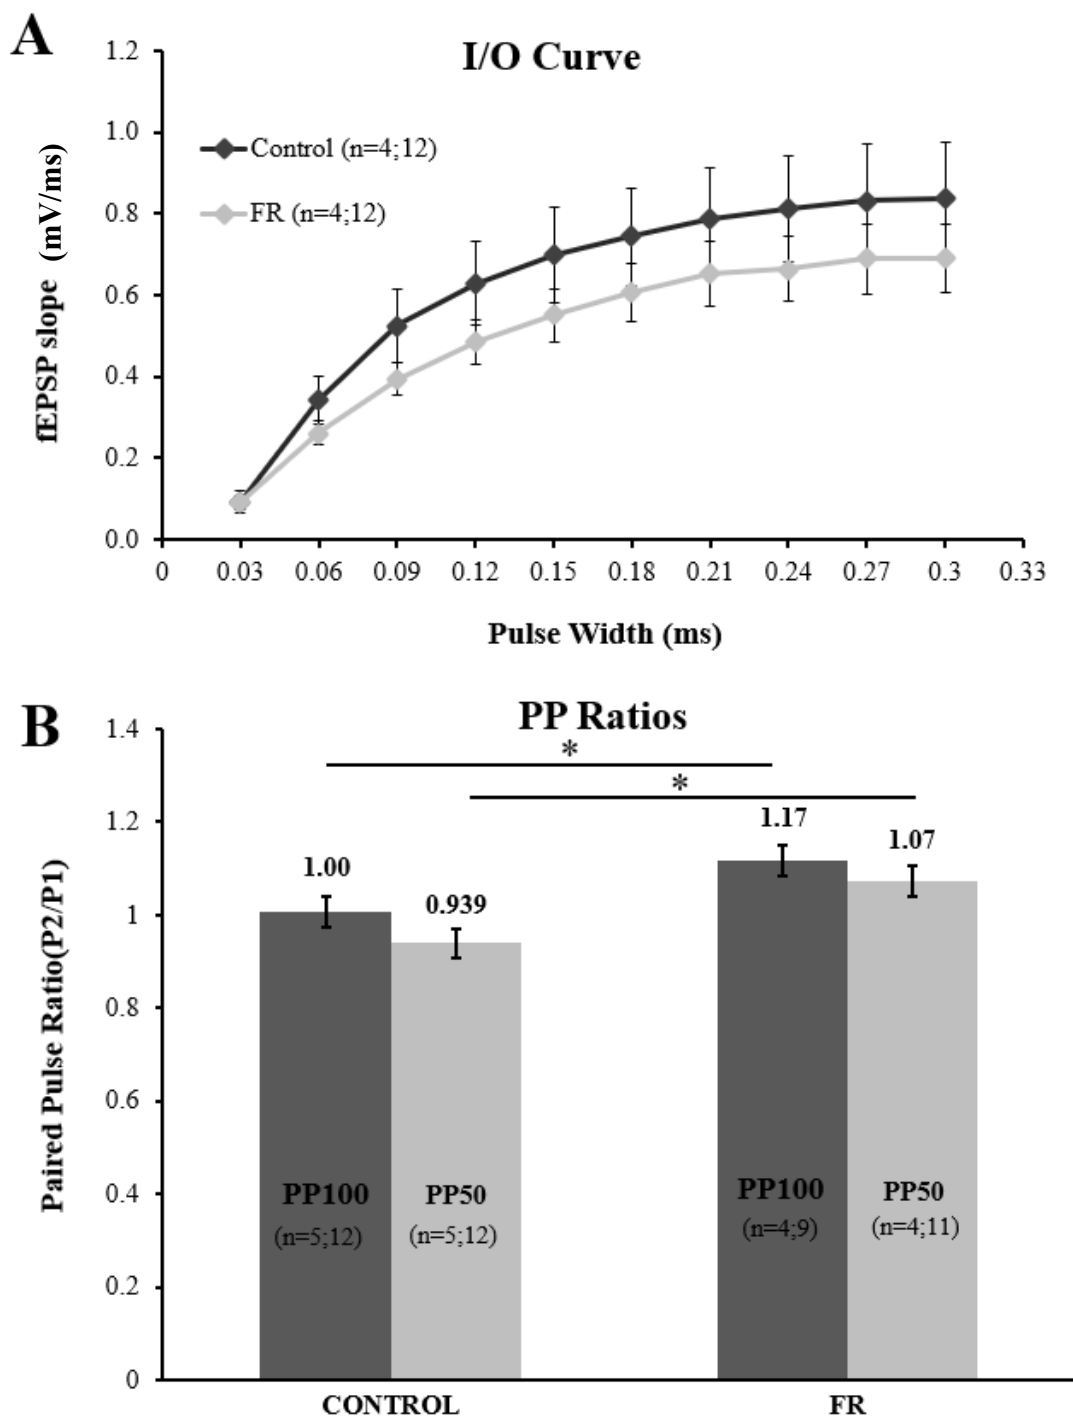 A
I/O Curve
1.2
1.0
0.8
0.6
0.4
0.2
0.0
fEPSP slope (mV/ms)
Control (n=4;12)
FR (n=4;12)
0 0.03 0.06 0.09 0.12 0.15 0.18 0.21 0.24 0.27 0.3 0.33
Pulse Width (ms)
B
PP Ratios
1.4
1.2
1
0.8
0.6
0.4
0.2
0
Paired Pulse Ratio(P2/P1)
*
*
1.00
0.939
1.17
1.07
PP100 PP50 PP100 PP50
(n=5;12) (n=5;12) (n=4;9) (n=4;11)
CONTROL FR